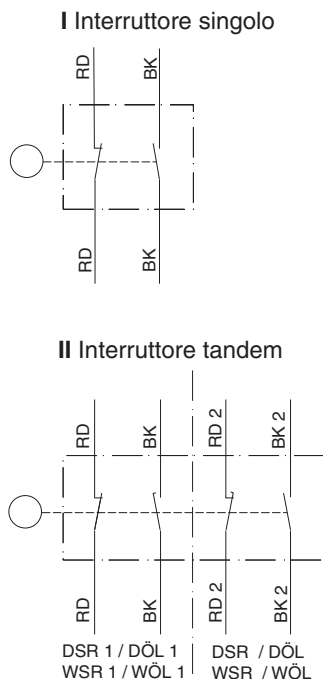 I Interruttore singolo
RD
BK
RD
BK
II Interruttore tandem
RD
BK
RD 2
BK 2
RD
BK
RD 2
BK 2
DSR 1 / DÖL 1
WSR 1 / WÖL 1
DSR / DÖL
WSR / WÖL